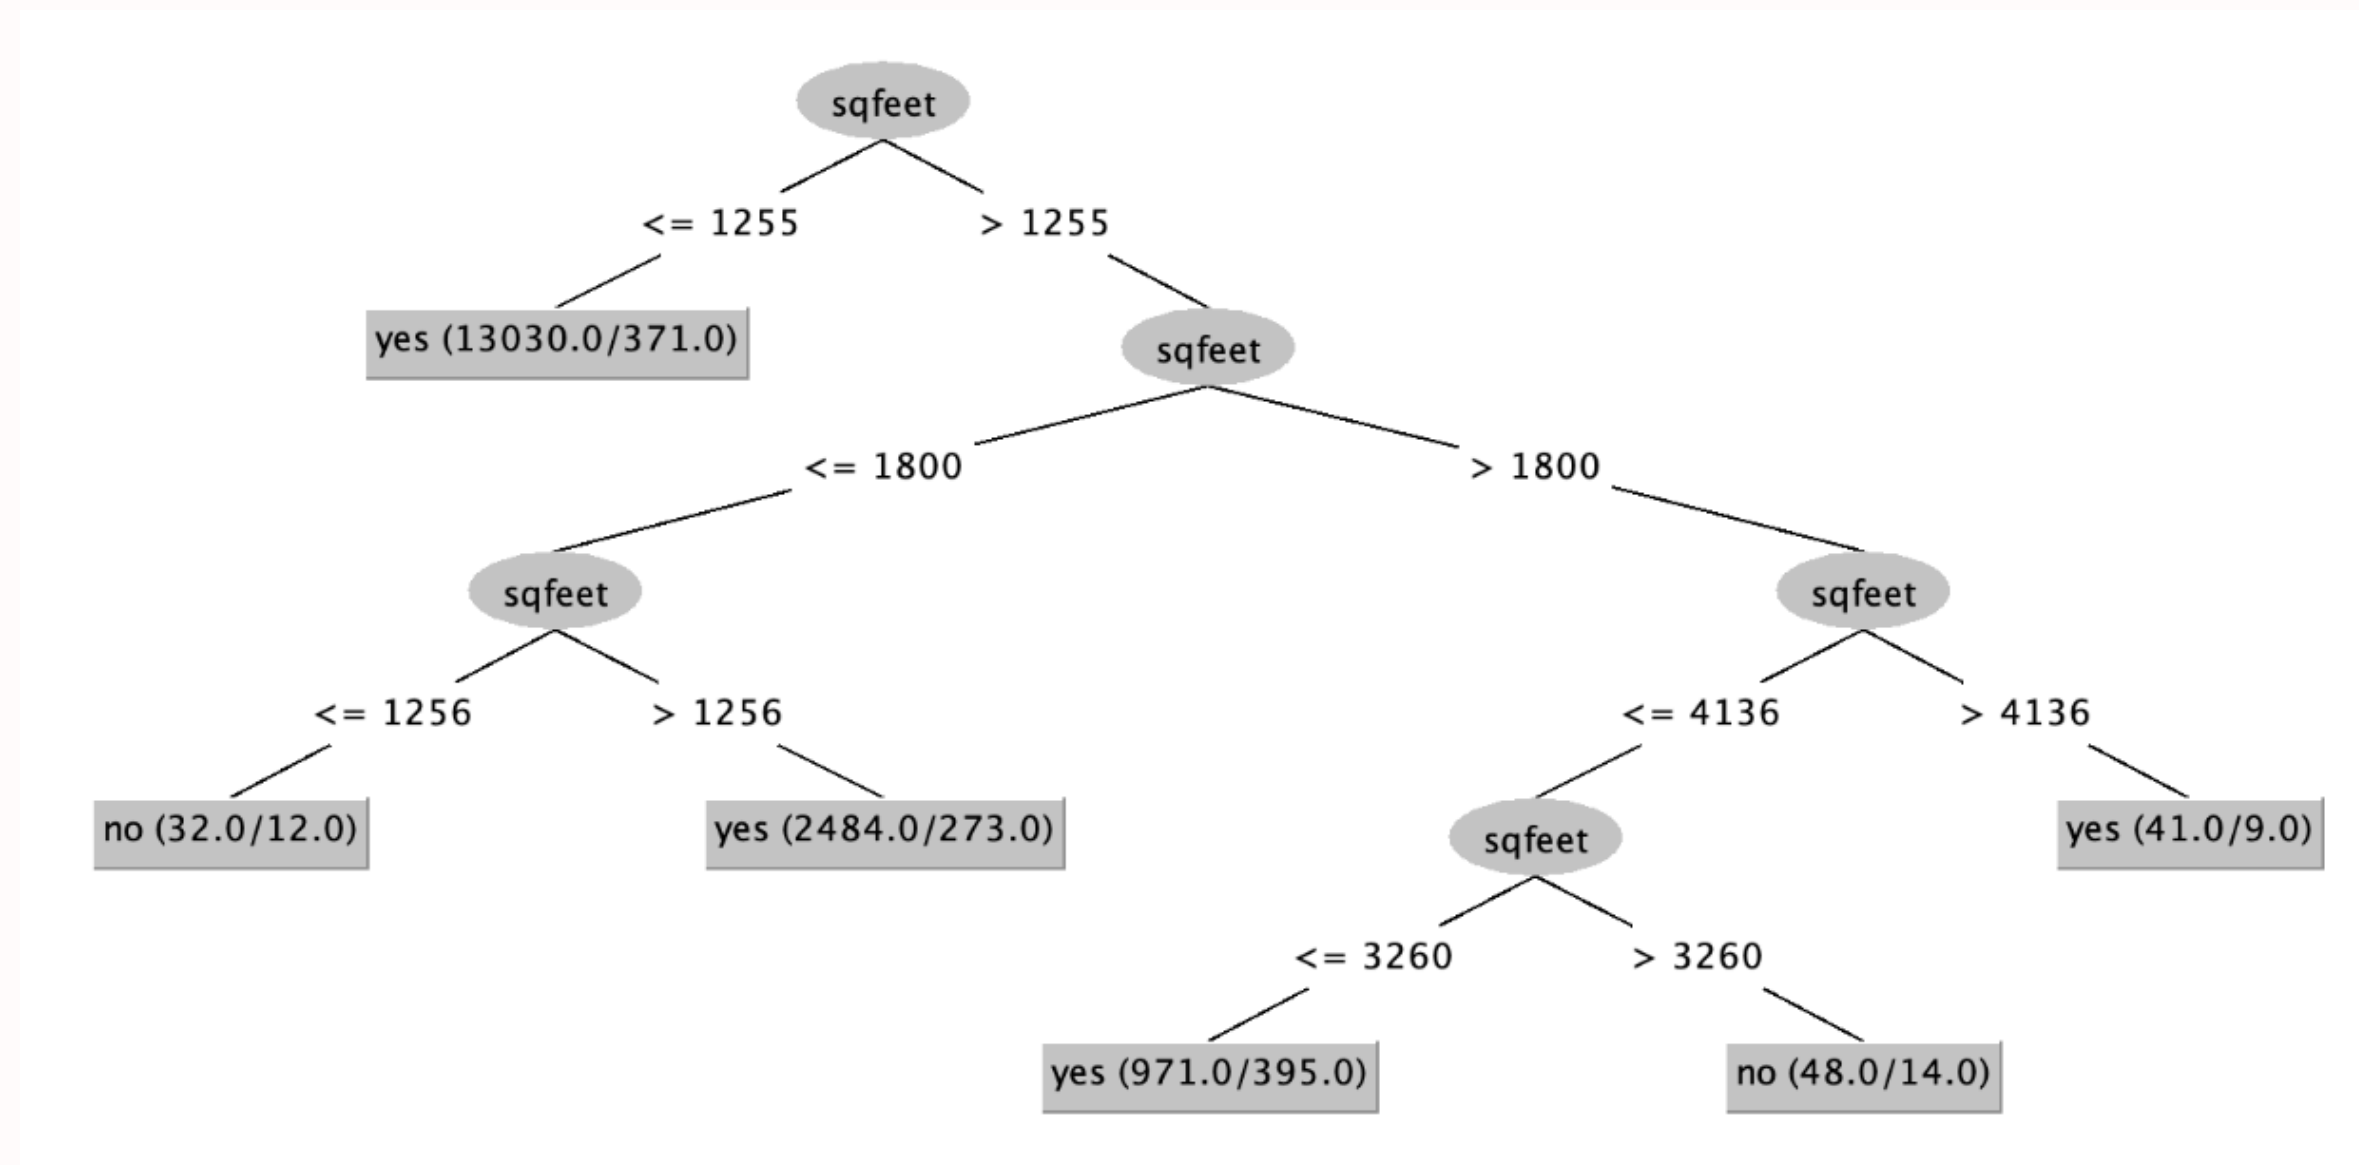 sqfeet
<= 1255
> 1255
yes (13030.0/371.0)
sqfeet
<= 1800
> 1800
sqfeet
sqfeet
<= 1256
> 1256
<= 4136
> 4136
no (32.0/12.0)
yes (2484.0/273.0)
sqfeet
yes (41.0/9.0)
<= 3260
> 3260
yes (971.0/395.0)
no (48.0/14.0)